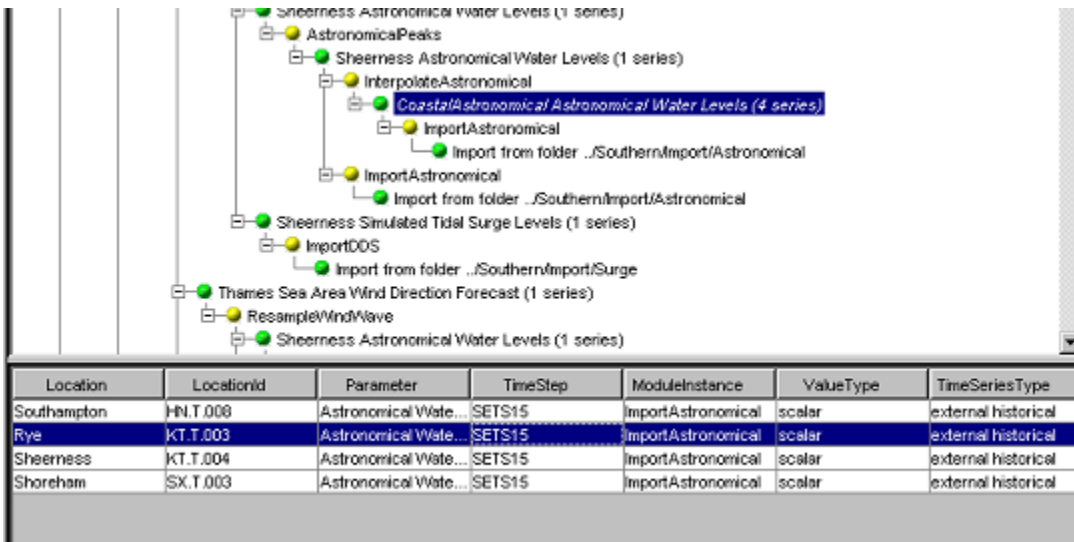 Sheerness Astronomical Water Levels (1 series)
AstronomicalPeaks
Sheerness Astronomical Water Levels (1 series)
InterpolateAstronomical
CoastalAstronomical Astronomical Water Levels (4 series)
ImportAstronomical
Import from folder ../Southern/Import/Astronomical
ImportAstronomical
Import from folder ../Southern/Import/Astronomical
Sheerness Simulated Tidal Surge Levels (1 series)
ImportDDS
Import from folder ../Southern/Import/Surge
Thames Sea Area Wind Direction Forecast (1 series)
ResampleWindWave
Sheerness Astronomical Water Levels (1 series)
Location LocationId Parameter TimeStep ModuleInstance ValueType TimeSeriesType
Southampton HN.T.008 Astronomical Wate... SETS15 ImportAstronomical scalar external historical
Rye KT.T.003 Astronomical Wate... SETS15 ImportAstronomical scalar external historical
Sheerness KT.T.004 Astronomical Wate... SETS15 ImportAstronomical scalar external historical
Shoreham SX.T.003 Astronomical Wate... SETS15 ImportAstronomical scalar external historical